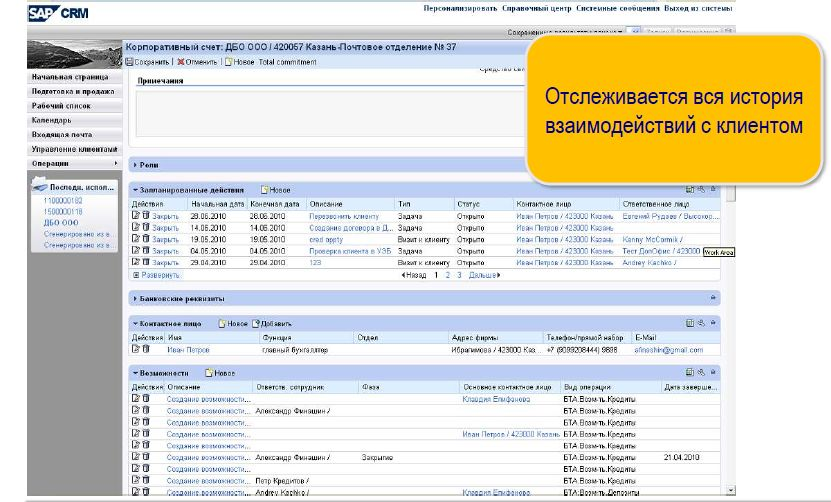 SAP CRM
Персонализировать Справочный центр Системные сообщения Выход из системы
Корпоративный счет: ДБО ООО / 420057 Казань-Почтовое отделение № 37
Сохранить | Отменить | Новое Total commitment
Отслеживается вся история
взаимодействий с клиентом
Начальная страница
Подготовка и продажа
Рабочий список
Календарь
Входящая почта
Управление клиентами
Операции
Последн. испол...
1100000182
1500000118
ДБО ООО
Сгенерировано из в...
Сгенерировано из в...
Примечания
Роли
Запланированные действия Новое
Действия Начальная дата Конечная дата Описание Тип Статус Контактное лицо Ответственное лицо
Закрыть 28.06.2010 28.06.2010 Перезвонить клиенту Задача Открыто Иван Петров / 423000 Казань Евгений Рудаев / Высокор...
Закрыть 14.06.2010 14.06.2010 Создание договора в Д... Задача Открыто Иван Петров / 423000 Казань
Закрыть 19.05.2010 19.05.2010 cred oppty Визит к клиенту Открыто Иван Петров / 423000 Казань Kenny McCormik /
Закрыть 04.05.2010 04.05.2010 Проверка клиента в УЭБ Задача Открыто Иван Петров / 423000 Казань Тест ДопОфис / 423000 Work Area
Закрыть 29.04.2010 29.04.2010 123 Визит к клиенту Открыто Иван Петров / 423000 Казань Andrey Kachko /
Развернуть Назад 1 2 3 Дальше
Банковские реквизиты
Контактное лицо Новое Добавить
Действия Имя Функция Отдел Адрес фирмы Телефон/прямой набор E-Mail
Иван Петров главный бухгалтер Ибрагимова / 423000 Каз... +7 (9099208444) 9898 afinashin@gmail.com
Возможности Новое
Действия Описание Ответств. сотрудник Фаза Основное контактное лицо Вид операции Дата заверше...
Создание возможности... Клавдия Епифанова БТА.Возм-ть.Кредиты
Создание возможности... Александр Финашин / БТА.Возм-ть.Кредиты
Создание возможности... БТА.Возм-ть.Кредиты
Создание возможности... Иван Петров / 423000 Казань БТА.Возм-ть.Кредиты
Создание возможности... БТА.Возм-ть.Кредиты
Создание возможности... Александр Финашин / Закрытие БТА.Возм-ть.Кредиты 21.04.2010
Создание возможности... БТА.Возм-ть.Кредиты
Создание возможности... Петр Кредитов / БТА.Возм-ть.Кредиты
Создание возможности... Andrey Kachko / Клавдия Епифанова БТА.Возм-ть.Депозиты